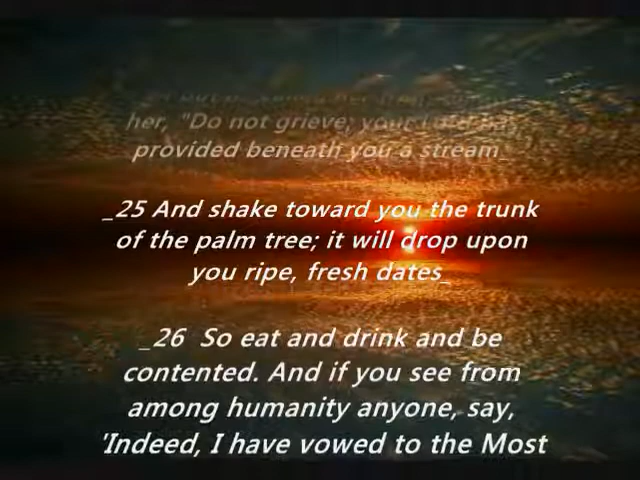 her, "Do not grieve; your Lord has
provided beneath you a stream_
_25 And shake toward you the trunk
of the palm tree; it will drop upon
you ripe, fresh dates_
_26 So eat and drink and be
contented. And if you see from
among humanity anyone, say,
'Indeed, I have vowed to the Most